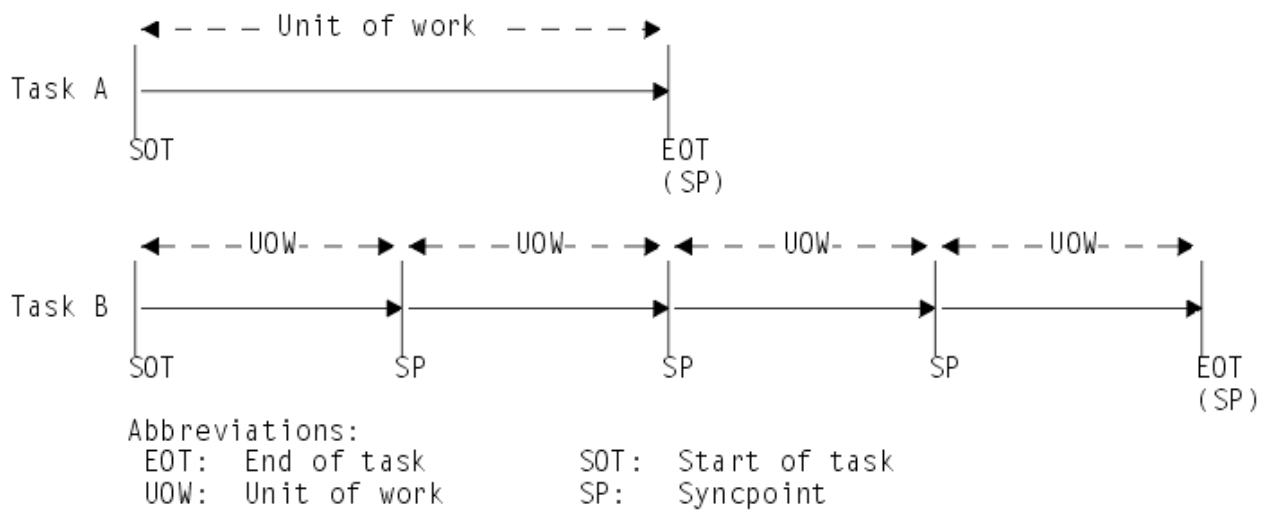 Unit of work
Task A
SOT EOT
(SP)
UOW UOW UOW UOW
Task B
SOT SP SP SP EOT
(SP)
Abbreviations:
EOT: End of task SOT: Start of task
UOW: Unit of work SP: Syncpoint